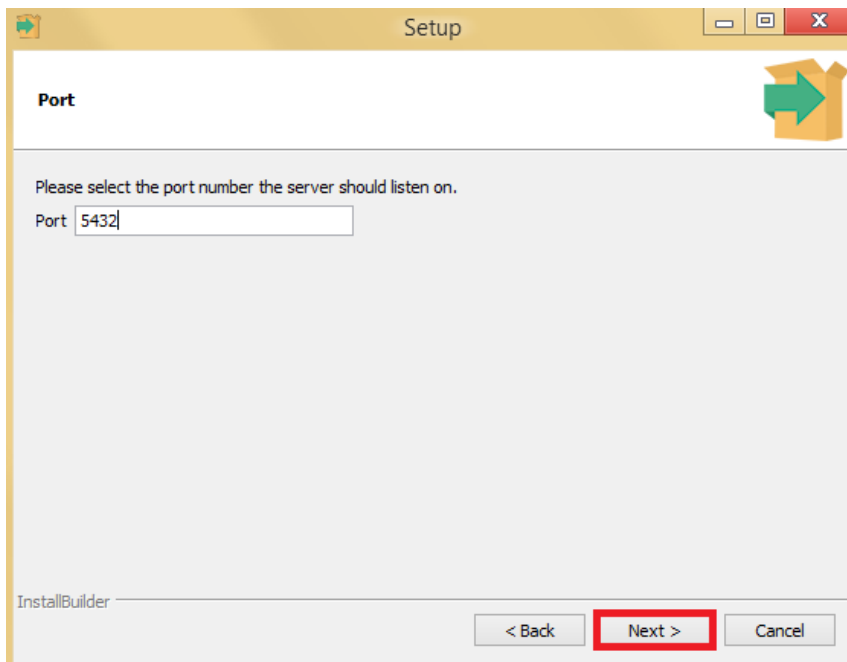 Setup
Port
Please select the port number the server should listen on.
Port 5432
InstallBuilder
< Back Next > Cancel